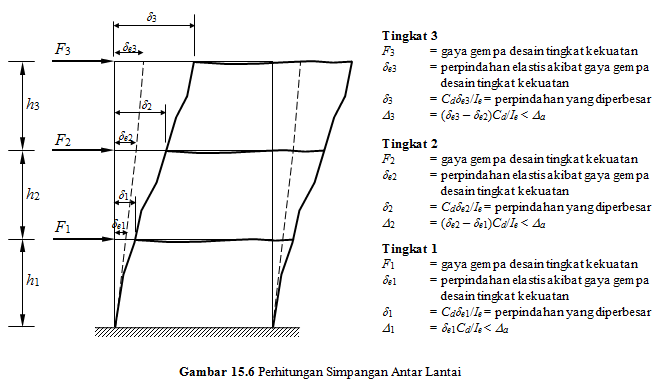 δ3
δe3
F3
h3
δ2
δe2
F2
h2
δ1
δe1
F1
h1
Tingkat 3
F3 = gaya gempa desain tingkat kekuatan
δe3 = perpindahan elastis akibat gaya gempa
desain tingkat kekuatan
δ3 = Cdδe3/Ie = perpindahan yang diperbesar
Δ3 = (δe3 – δe2)Cd/Ie < Δa
Tingkat 2
F2 = gaya gempa desain tingkat kekuatan
δe2 = perpindahan elastis akibat gaya gempa
desain tingkat kekuatan
δ2 = Cdδe2/Ie = perpindahan yang diperbesar
Δ2 = (δe2 – δe1)Cd/Ie < Δa
Tingkat 1
F1 = gaya gempa desain tingkat kekuatan
δe1 = perpindahan elastis akibat gaya gempa
desain tingkat kekuatan
δ1 = Cdδe1/Ie = perpindahan yang diperbesar
Δ1 = δe1Cd/Ie < Δa
Gambar 15.6 Perhitungan Simpangan Antar Lantai